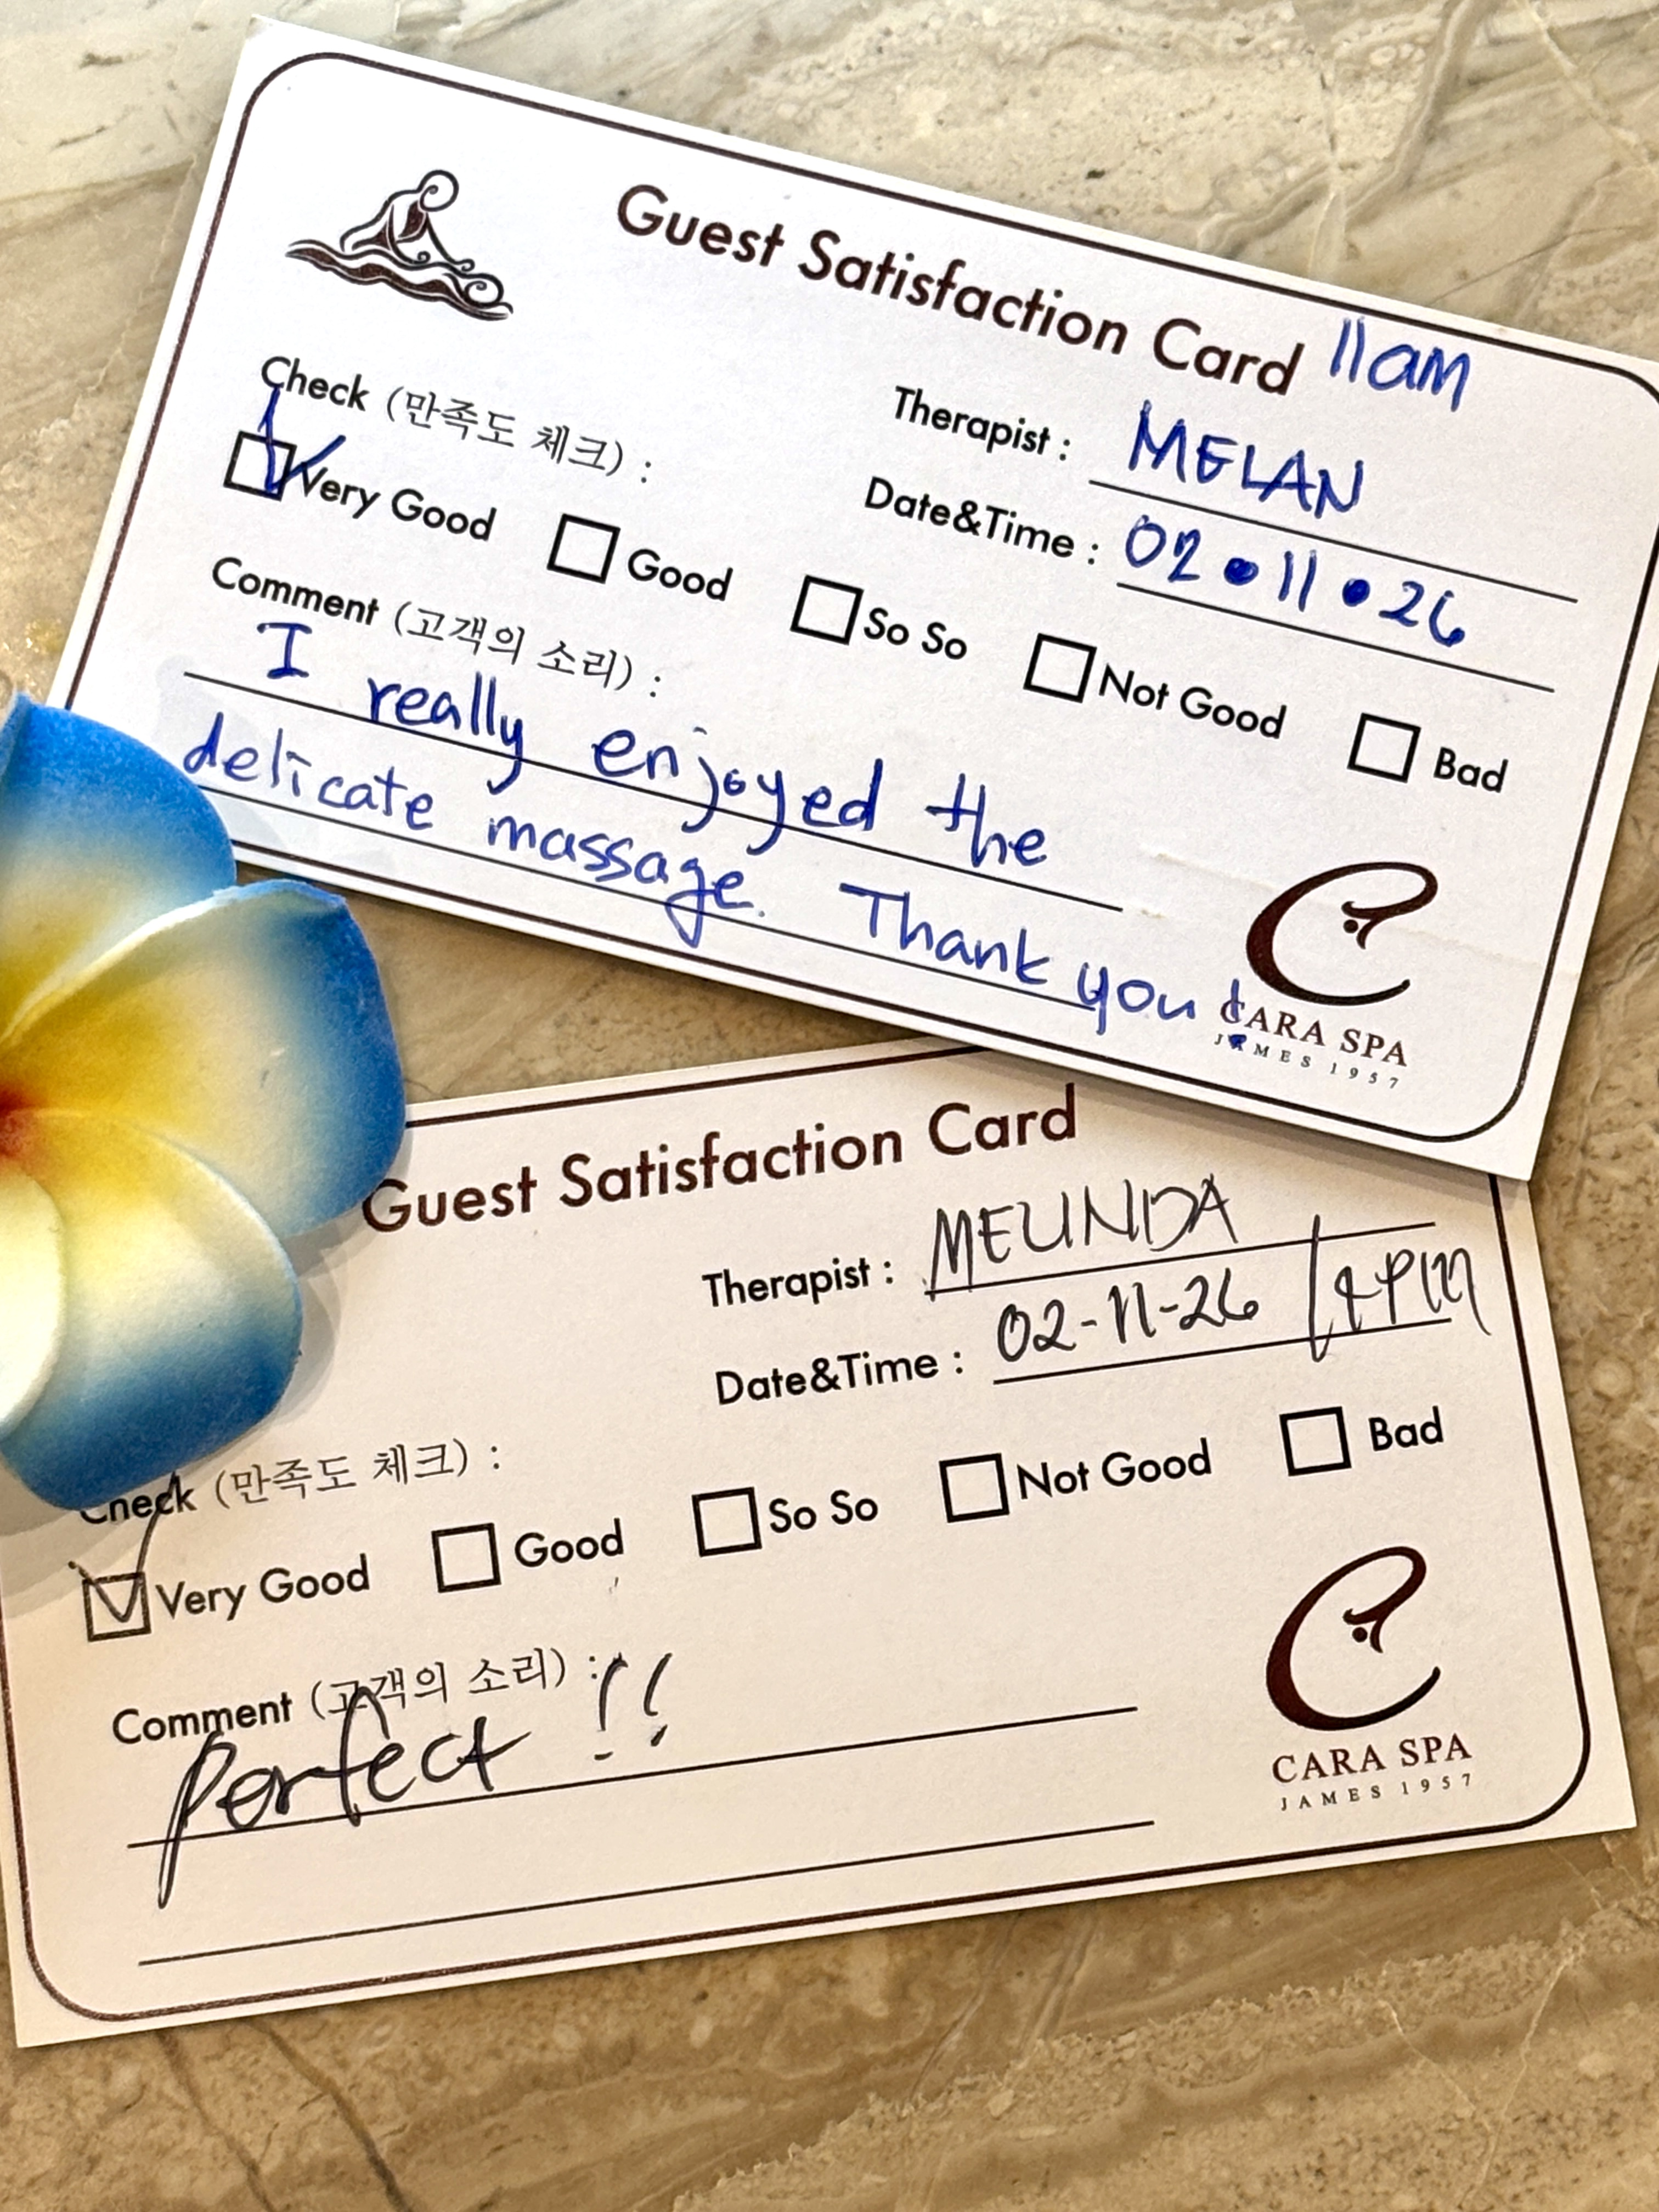 Guest Satisfaction Card 11am
Therapist : MELAN
Date&Time : 02•11•26
Check (만족도 체크) :
Very Good Good So So Not Good Bad
Comment (고객의 소리) :
I really enjoyed the
delicate massage. Thank you!
CARA SPA
JAMES 1957
Guest Satisfaction Card
Therapist : MELINDA
Date&Time : 02-11-26
Check (만족도 체크) :
Very Good Good So So Not Good Bad
Comment (고객의 소리) :
Perfect !!
CARA SPA
JAMES 1957